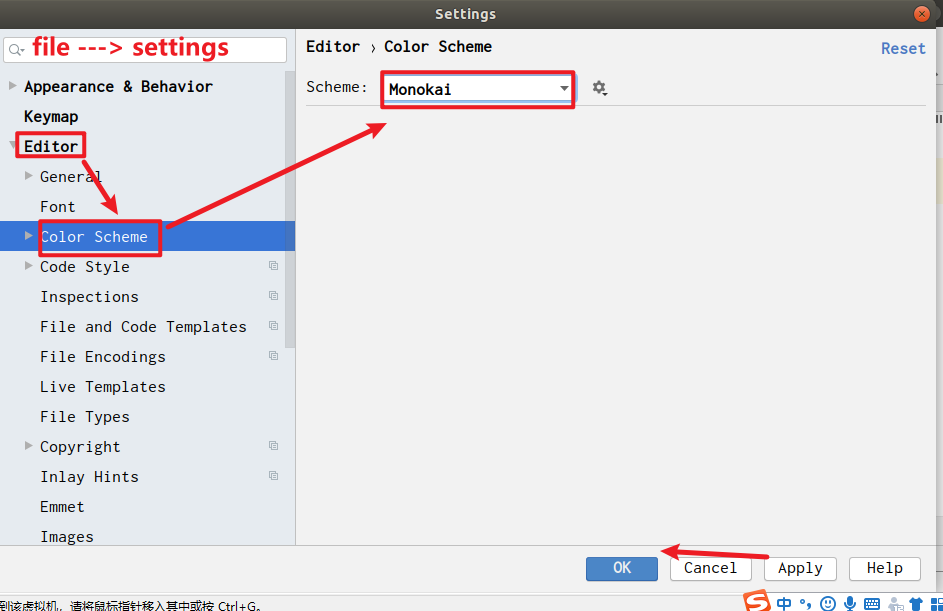 Settings
file ---> settings
Appearance & Behavior
Keymap
Editor
General
Font
Color Scheme
Code Style
Inspections
File and Code Templates
File Encodings
Live Templates
File Types
Copyright
Inlay Hints
Emmet
Images
Editor › Color Scheme
Reset
Scheme: Monokai
OK
Cancel
Apply
Help
到该虚拟机，请将鼠标指针移入其中或按 Ctrl+G。
S 中